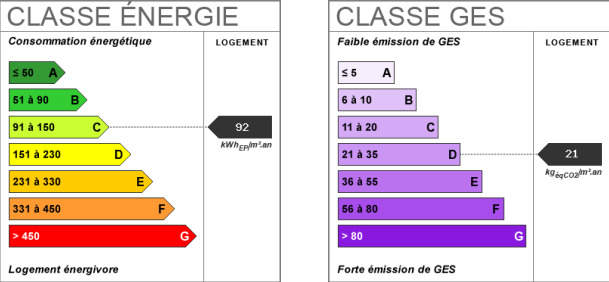 CLASSE ÉNERGIE
Consommation énergétique
LOGEMENT
≤ 50 A
51 à 90 B
91 à 150 C
92
kWhEP/m².an
151 à 230 D
231 à 330 E
331 à 450 F
> 450 G
Logement énergivore
CLASSE GES
Faible émission de GES
LOGEMENT
≤ 5 A
6 à 10 B
11 à 20 C
21 à 35 D
21
kgéqCO2/m².an
36 à 55 E
56 à 80 F
> 80 G
Forte émission de GES